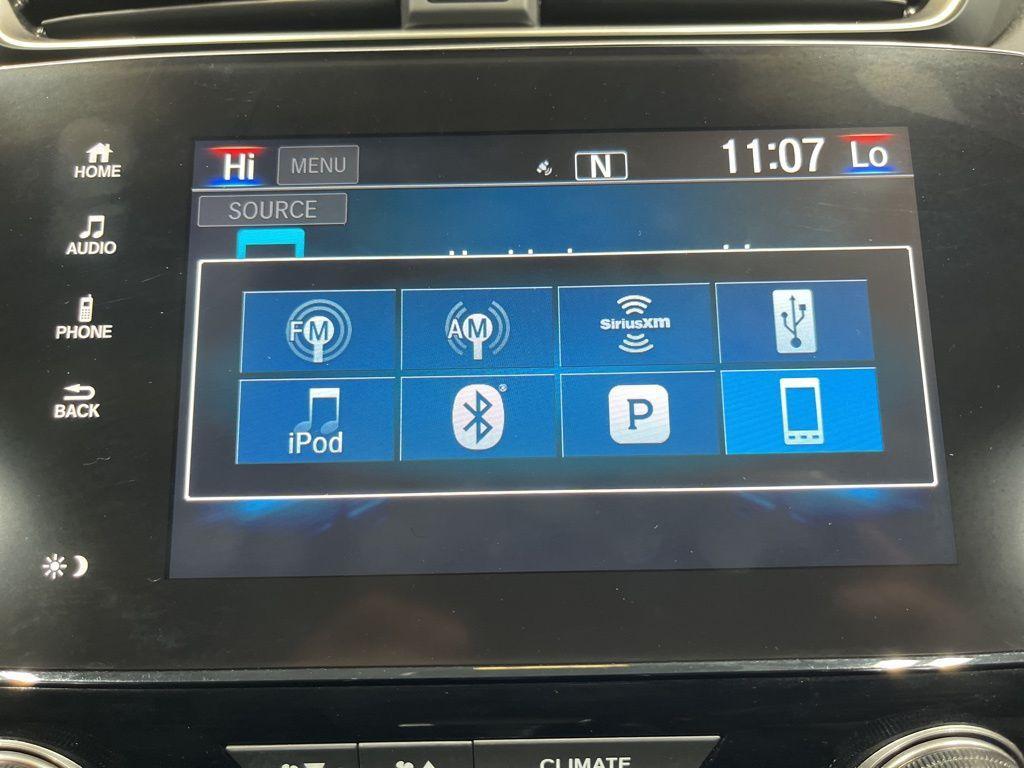 HOME
AUDIO
PHONE
BACK
Hi MENU N 11:07 Lo
SOURCE
FM AM SiriusXM
iPod ® P
CLIMATE